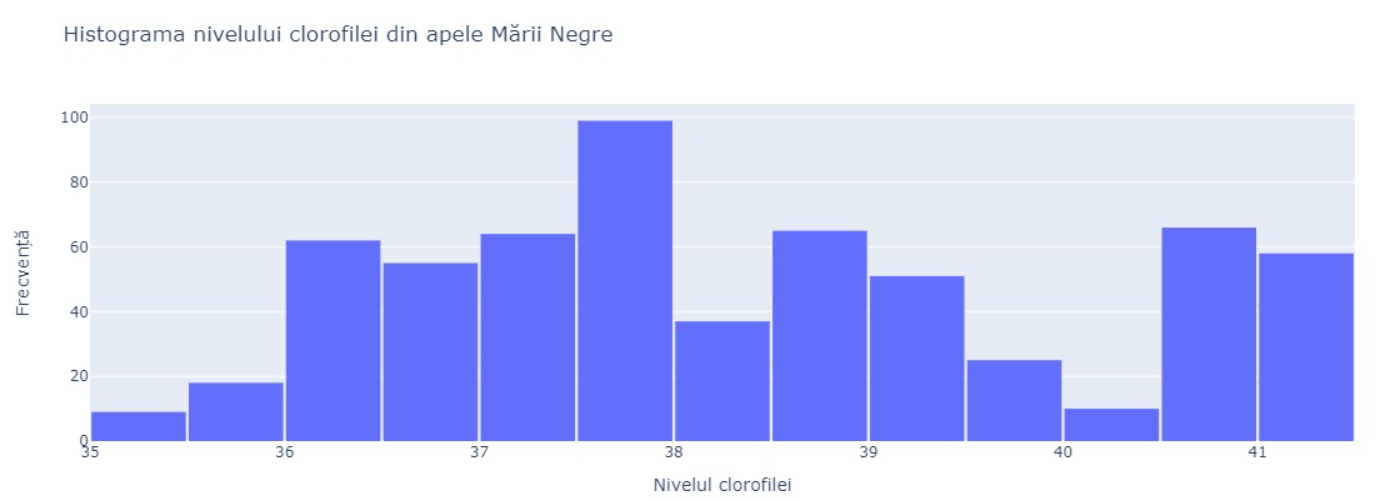 Histograma nivelului clorofilei din apele Mării Negre
Frecvență
100
80
60
40
20
0
35 36 37 38 39 40 41
Nivelul clorofilei